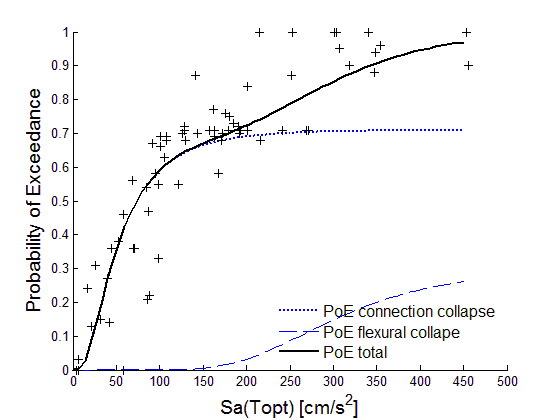 1
0.9
0.8
0.7
0.6
0.5
0.4
0.3
0.2
0.1
0
Probability of Exceedance
PoE connection collapse
PoE flexural collape
PoE total
0 50 100 150 200 250 300 350 400 450 500
Sa(Topt) [cm/s²]